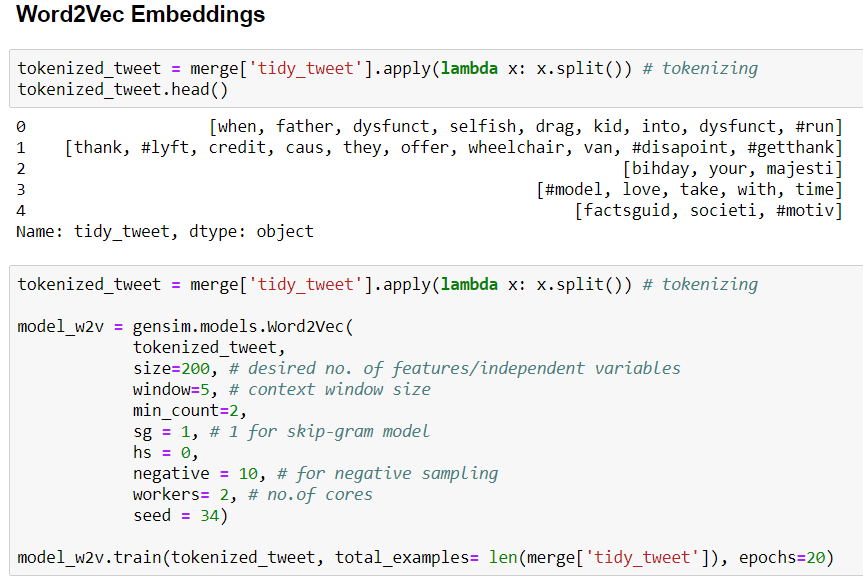 Word2Vec Embeddings
tokenized_tweet = merge['tidy_tweet'].apply(lambda x: x.split()) # tokenizing
tokenized_tweet.head()
0 [when, father, dysfunct, selfish, drag, kid, into, dysfunct, #run]
1 [thank, #lyft, credit, caus, they, offer, wheelchair, van, #disapoint, #getthank]
2 [bihday, your, majesti]
3 [#model, love, take, with, time]
4 [factsguid, societi, #motiv]
Name: tidy_tweet, dtype: object
tokenized_tweet = merge['tidy_tweet'].apply(lambda x: x.split()) # tokenizing
model_w2v = gensim.models.Word2Vec(
tokenized_tweet,
size=200, # desired no. of features/independent variables
window=5, # context window size
min_count=2,
sg = 1, # 1 for skip-gram model
hs = 0,
negative = 10, # for negative sampling
workers= 2, # no.of cores
seed = 34)
model_w2v.train(tokenized_tweet, total_examples= len(merge['tidy_tweet']), epochs=20)